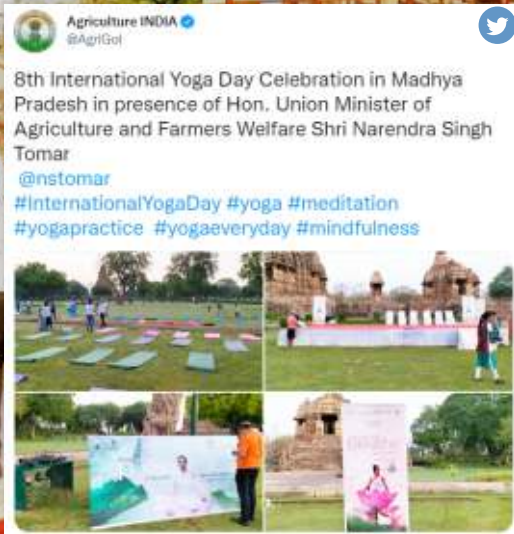 Agriculture INDIA
@AgriGoI
8th International Yoga Day Celebration in Madhya
Pradesh in presence of Hon. Union Minister of
Agriculture and Farmers Welfare Shri Narendra Singh
Tomar
@nstomar
#InternationalYogaDay #yoga #meditation
#yogapractice #yogaeveryday #mindfulness